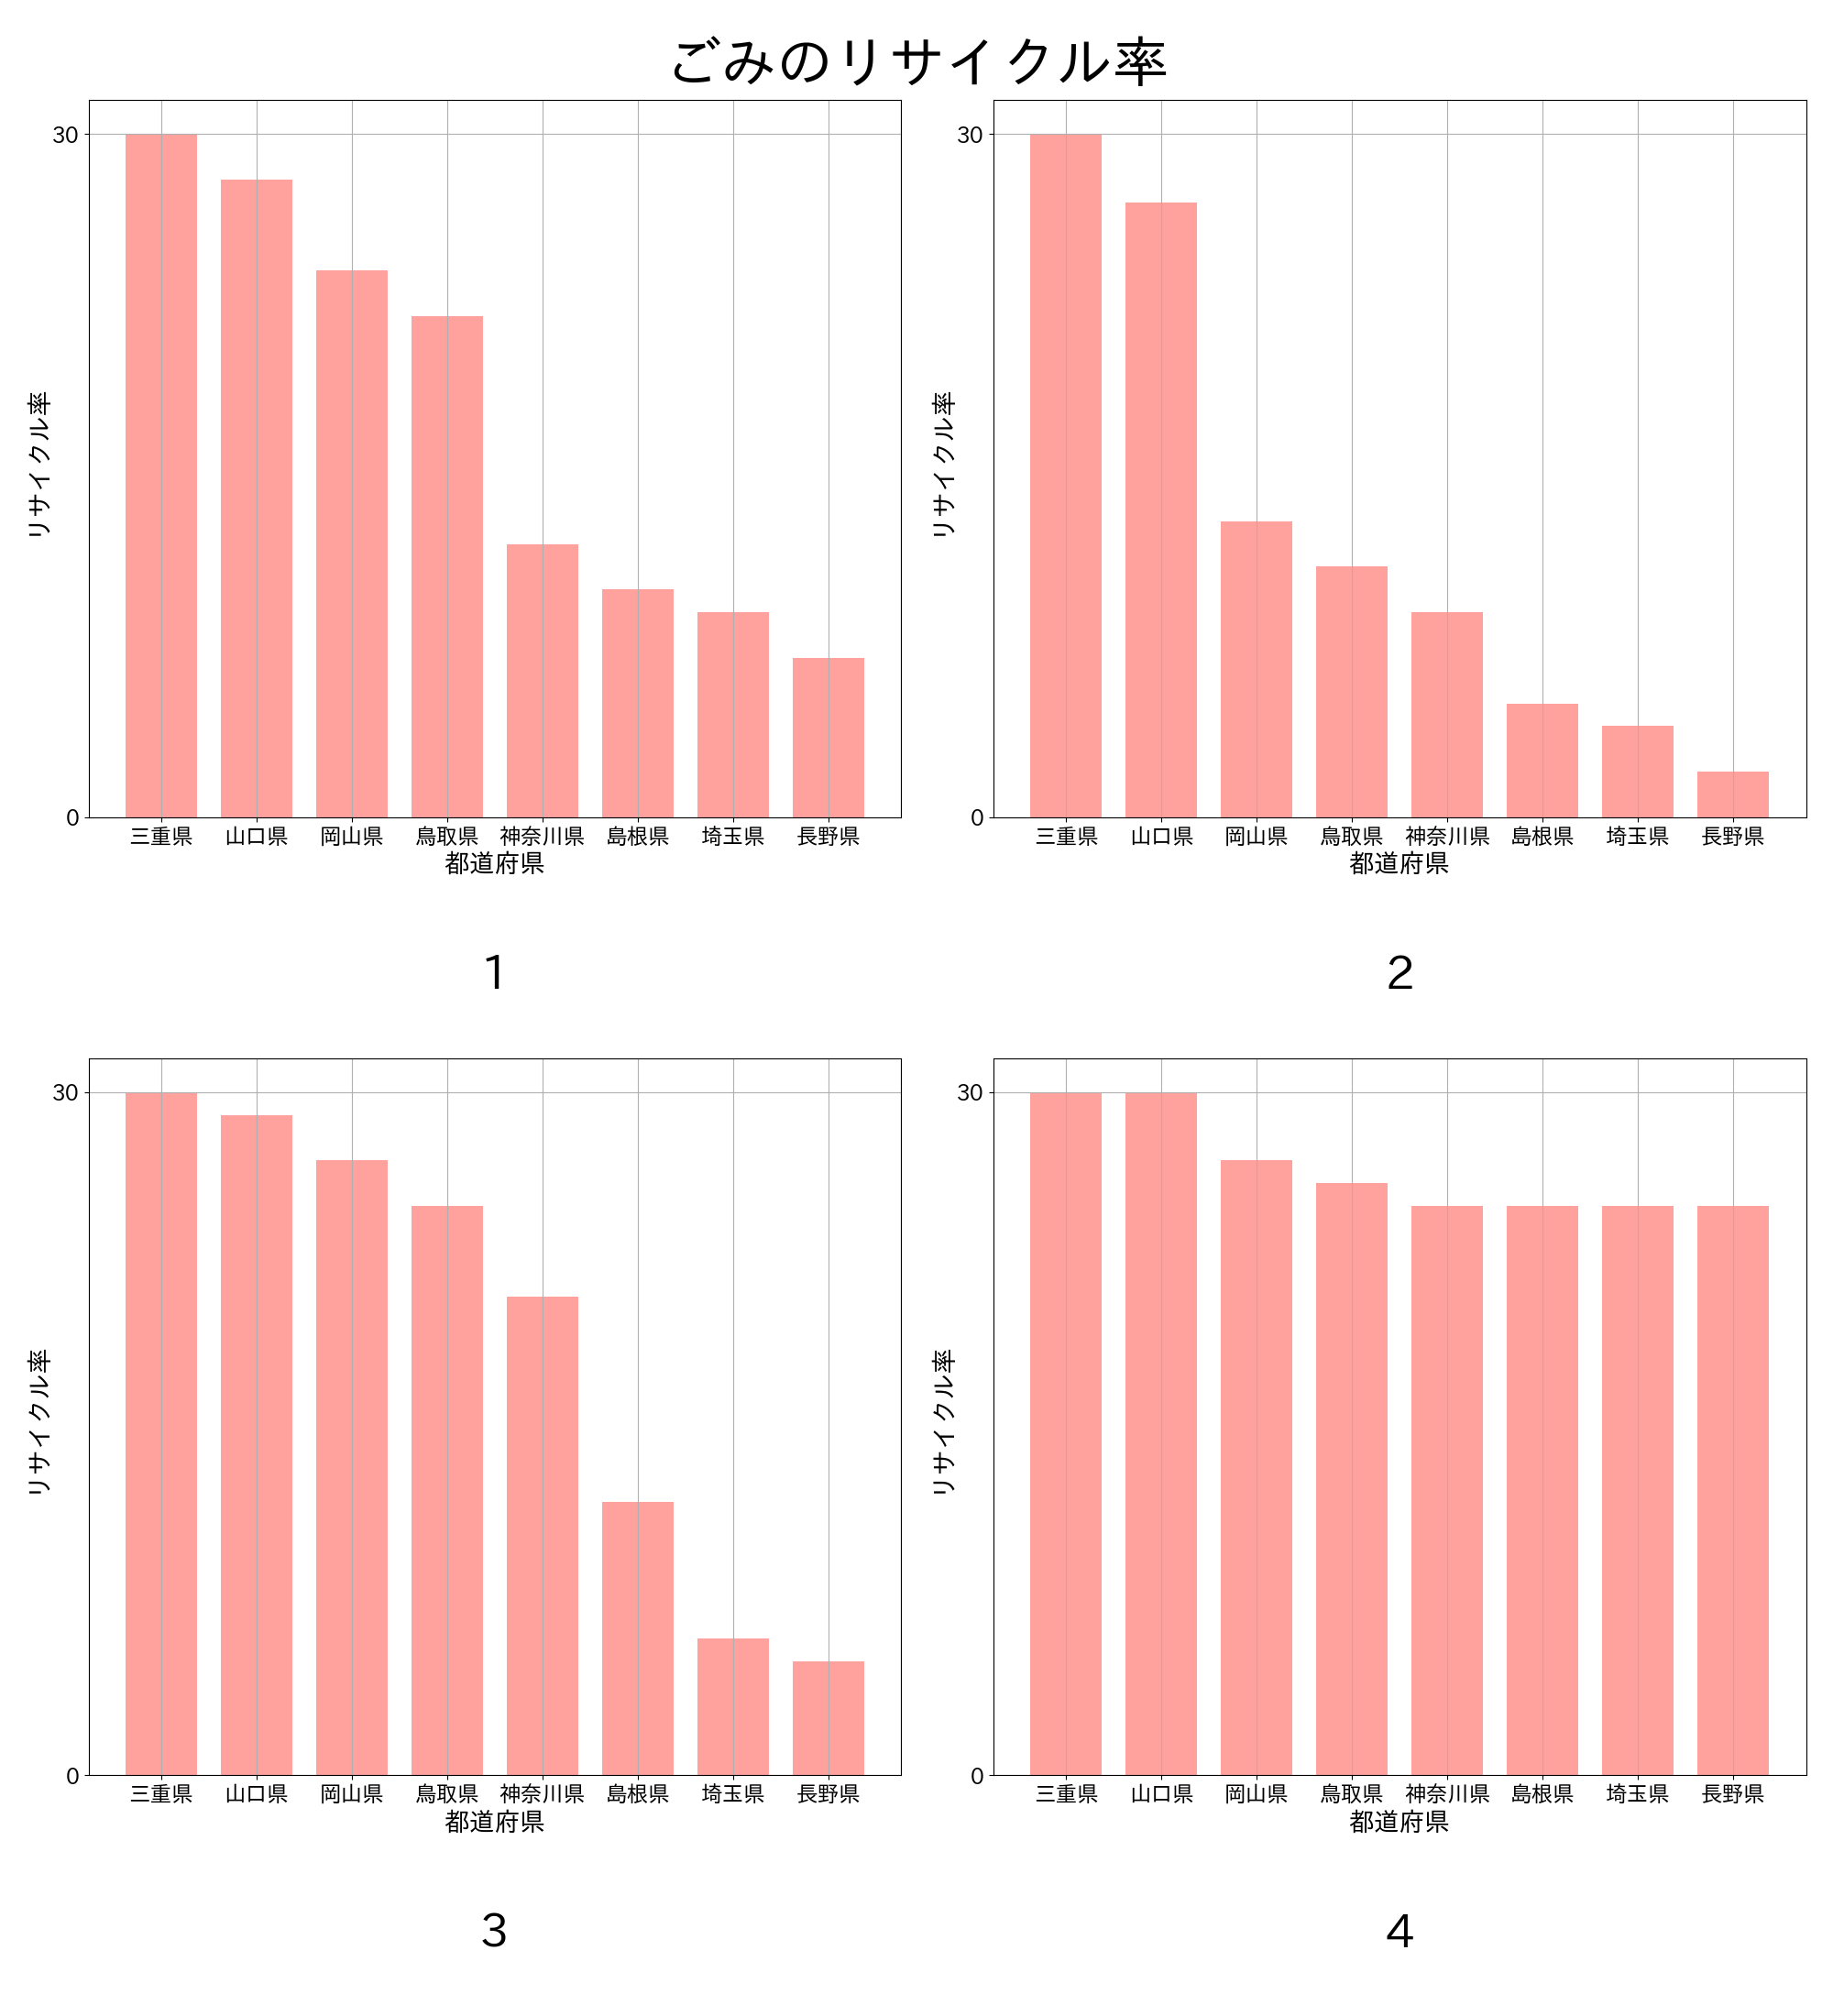 ごみのリサイクル率
30
0
リサイクル率
三重県 山口県 岡山県 鳥取県 神奈川県 島根県 埼玉県 長野県
都道府県
1
30
0
リサイクル率
三重県 山口県 岡山県 鳥取県 神奈川県 島根県 埼玉県 長野県
都道府県
2
30
0
リサイクル率
三重県 山口県 岡山県 鳥取県 神奈川県 島根県 埼玉県 長野県
都道府県
3
30
0
リサイクル率
三重県 山口県 岡山県 鳥取県 神奈川県 島根県 埼玉県 長野県
都道府県
4